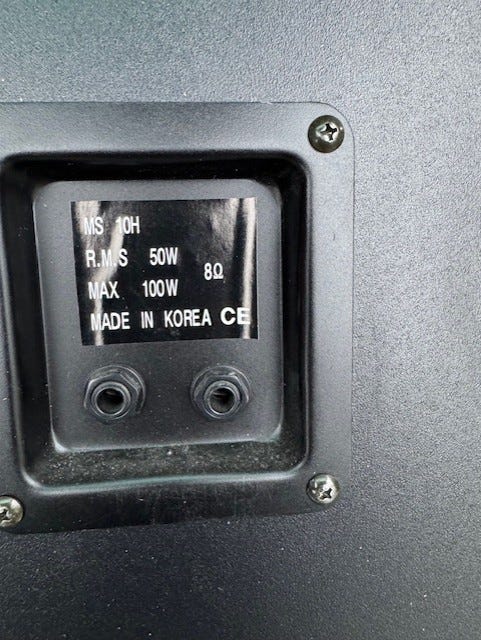 MS 10H
R.M.S 50W
8Ω
MAX 100W
MADE IN KOREA CE